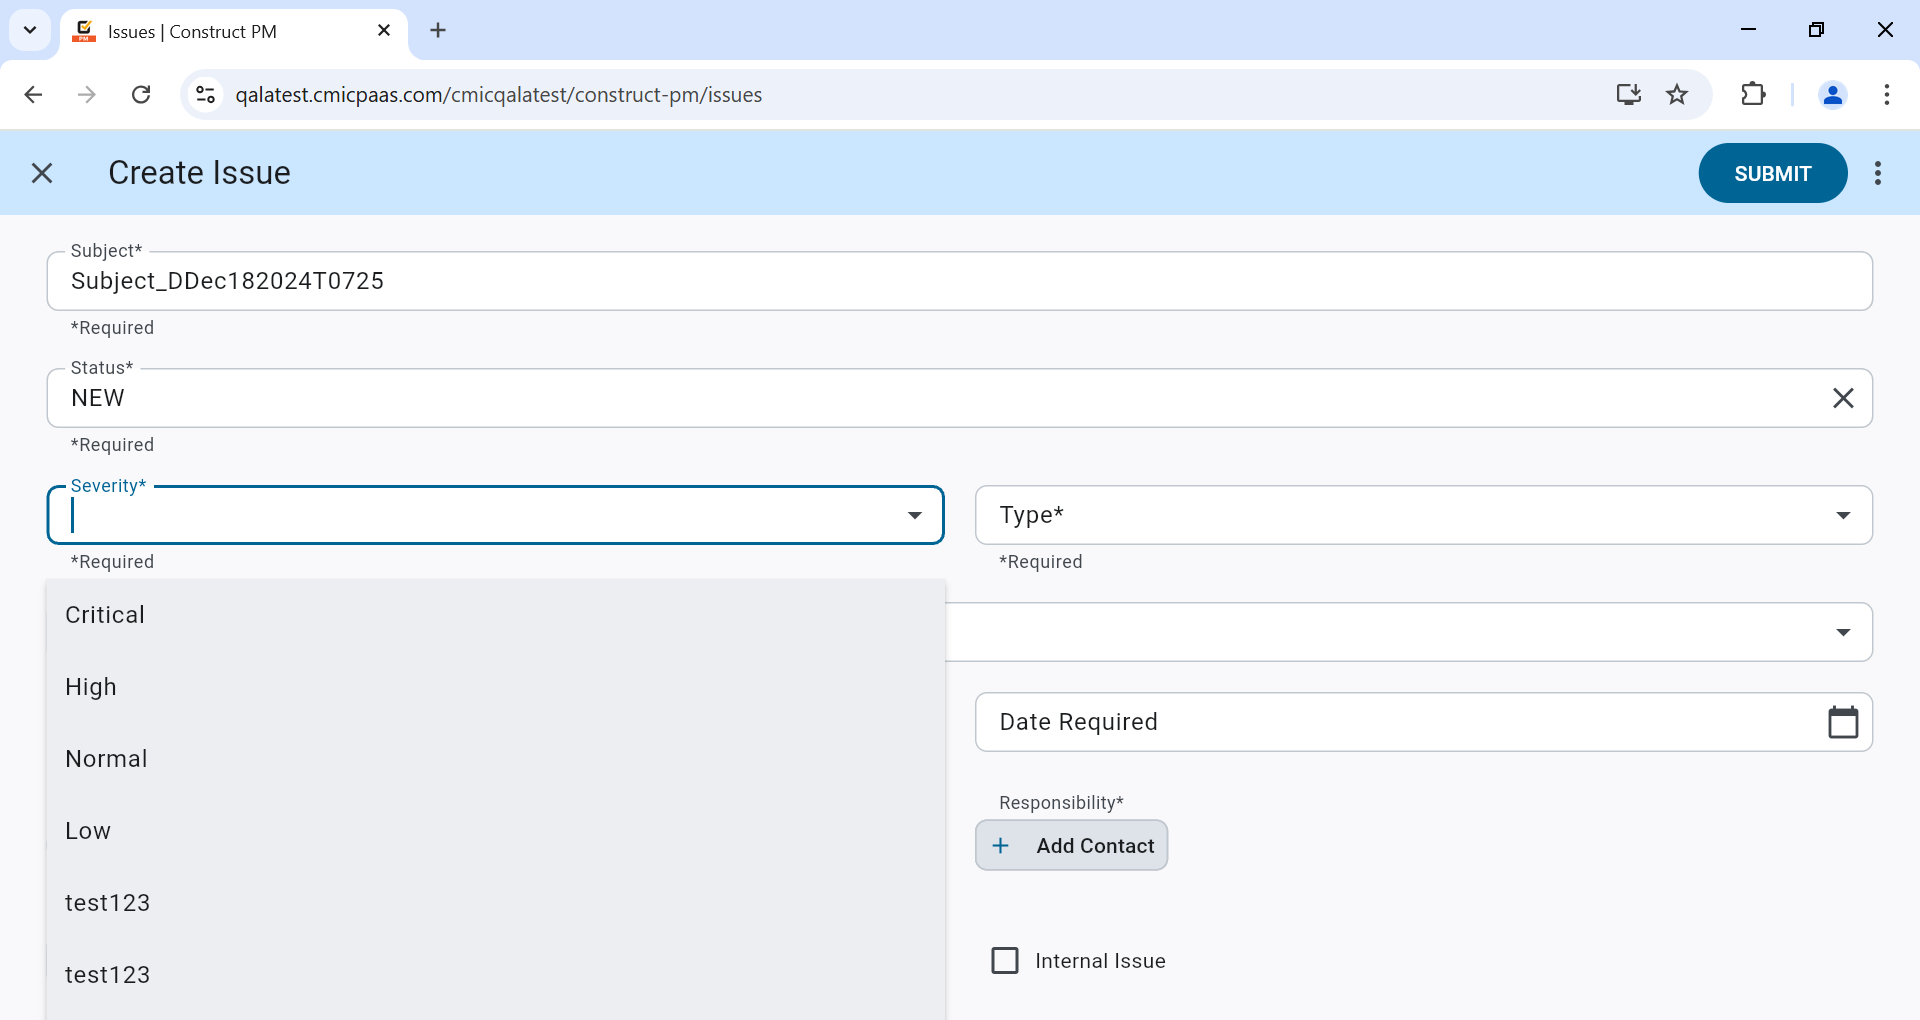 Issues | Construct PM
qalatest.cmicpaas.com/cmicqalatest/construct-pm/issues
Create Issue
SUBMIT
Subject*
Subject_DDec182024T0725
*Required
Status*
NEW
*Required
Severity*
Type*
*Required
*Required
Critical
High
Normal
Date Required
Low
Responsibility*
+ Add Contact
test123
test123
Internal Issue